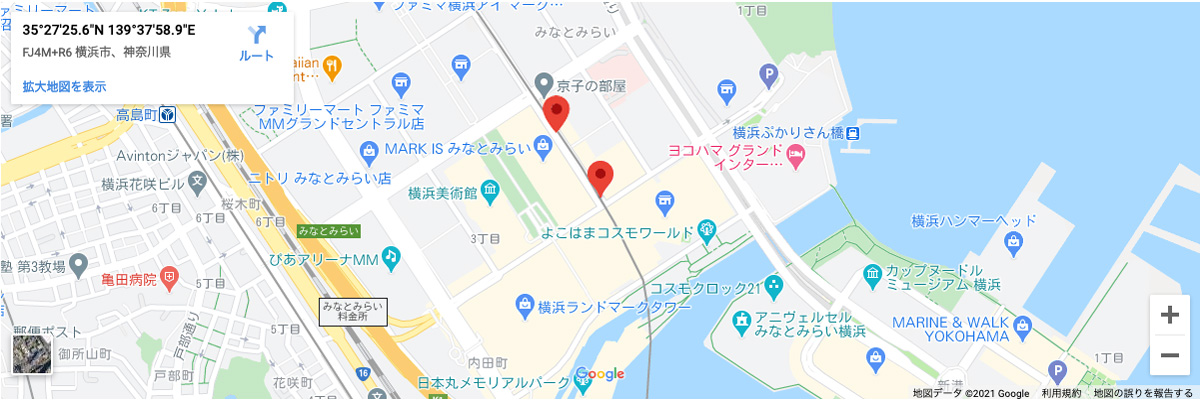 35°27'25.6"N 139°37'58.9"E
FJ4M+R6 横浜市、神奈川県
ルート
拡大地図を表示
ファミリーマート
ファミマ横浜アイ マーク…
みなとみらい
京子の部屋
高島町
ファミリーマート ファミマ
MMグランドセントラル店
MARK IS みなとみらい
横浜ぷかりさん橋
ヨコハマ グランド
インター…
Avintonジャパン(株)
横浜花咲ビル
ニトリ みなとみらい店
横浜美術館
桜木町
6丁目
5丁目
6丁目
みなとみらい
3丁目
よこはまコスモワールド
横浜ハンマーヘッド
ぴあアリーナMM
塾 第3教場
亀田病院
5丁目
カップヌードル
ミュージアム 横浜
コスモクロック21
みなとみらい
料金所
横浜ランドマークタワー
アニヴェルセル
みなとみらい横浜
MARINE & WALK
YOKOHAMA
郵便ポスト
御所山町
戸部通り
4丁目
内田町
1丁目
戸部町
16
花咲町
日本丸メモリアルパーク
Google
新港
地図データ ©2021 Google
利用規約
地図の誤りを報告する